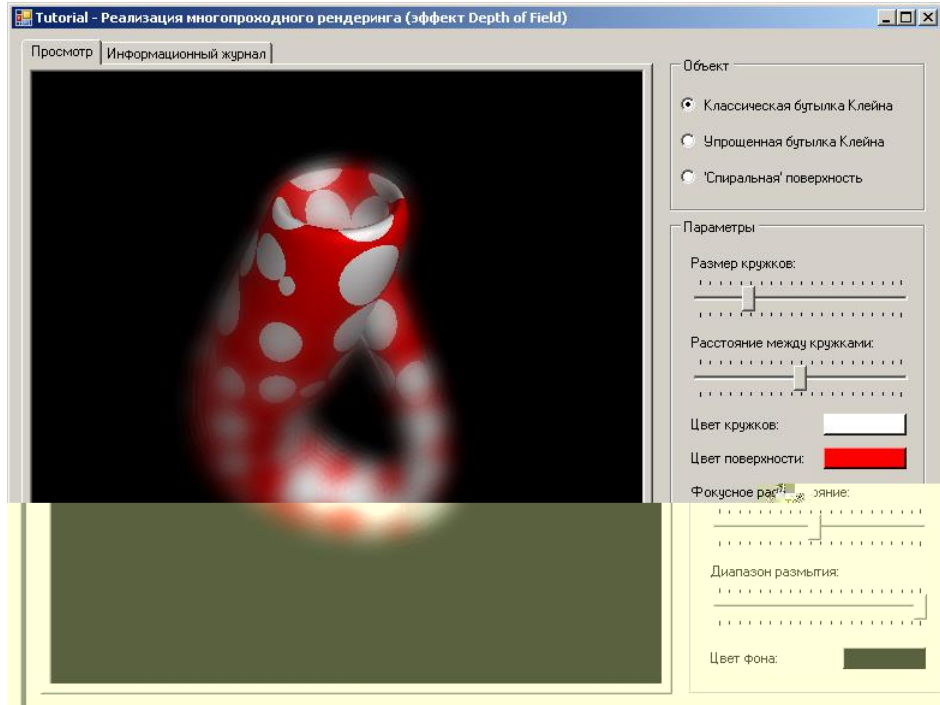 Tutorial - Реализация многопроходного рендеринга (эффект Depth of Field)
Просмотр
Информационный журнал
Объект
Классическая бутылка Клейна
Упрощенная бутылка Клейна
'Спиральная' поверхность
Параметры
Размер кружков:
Расстояние между кружками:
Цвет кружков:
Цвет поверхности:
Фокусное
Диапазон размытия:
Цвет фона: